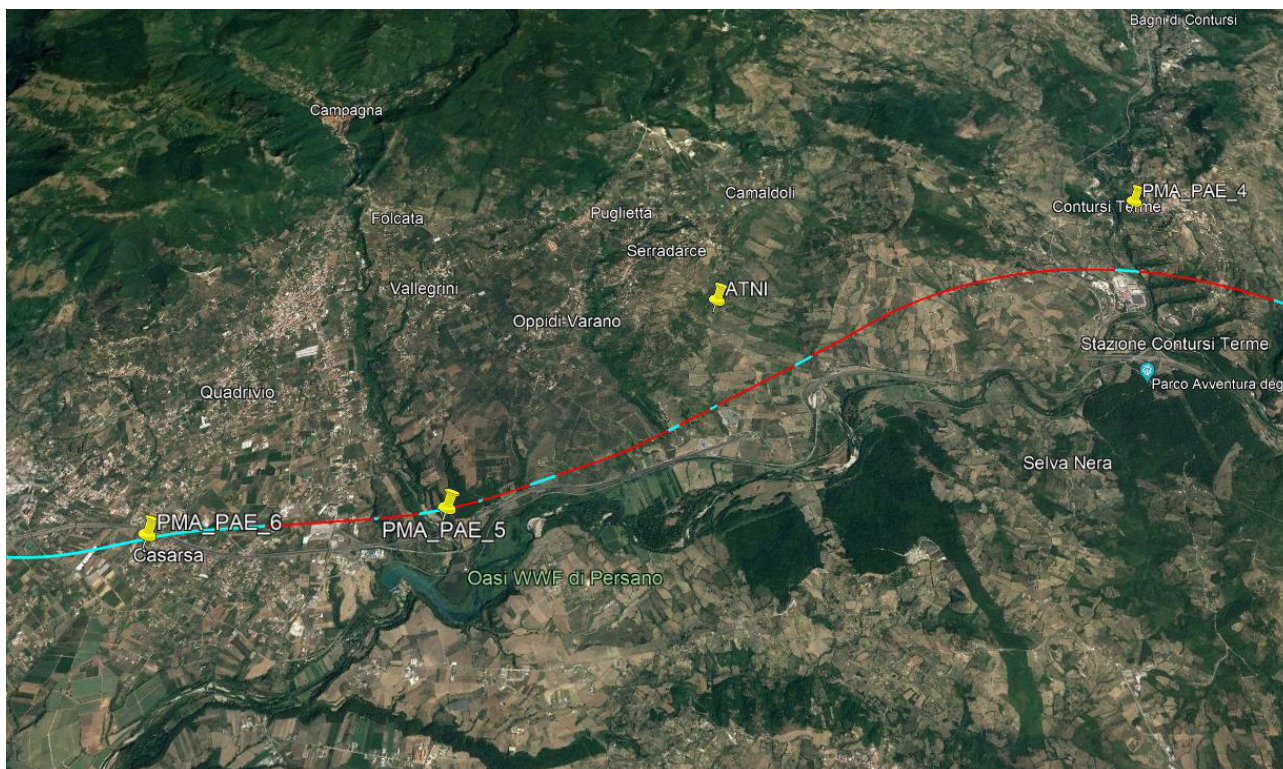 Bagni di Contursi
Campagna
Camaldoli
PMA_PAE_4
Contursi Terme
Puglietta
Folcata
Serradarce
Vallegrini
ATNI
Oppidi Varano
Stazione Contursi Terme
Parco Avventura deg
Quadrivio
Selva Nera
PMA_PAE_6
PMA_PAE_5
Casarsa
Oasi WWF di Persano